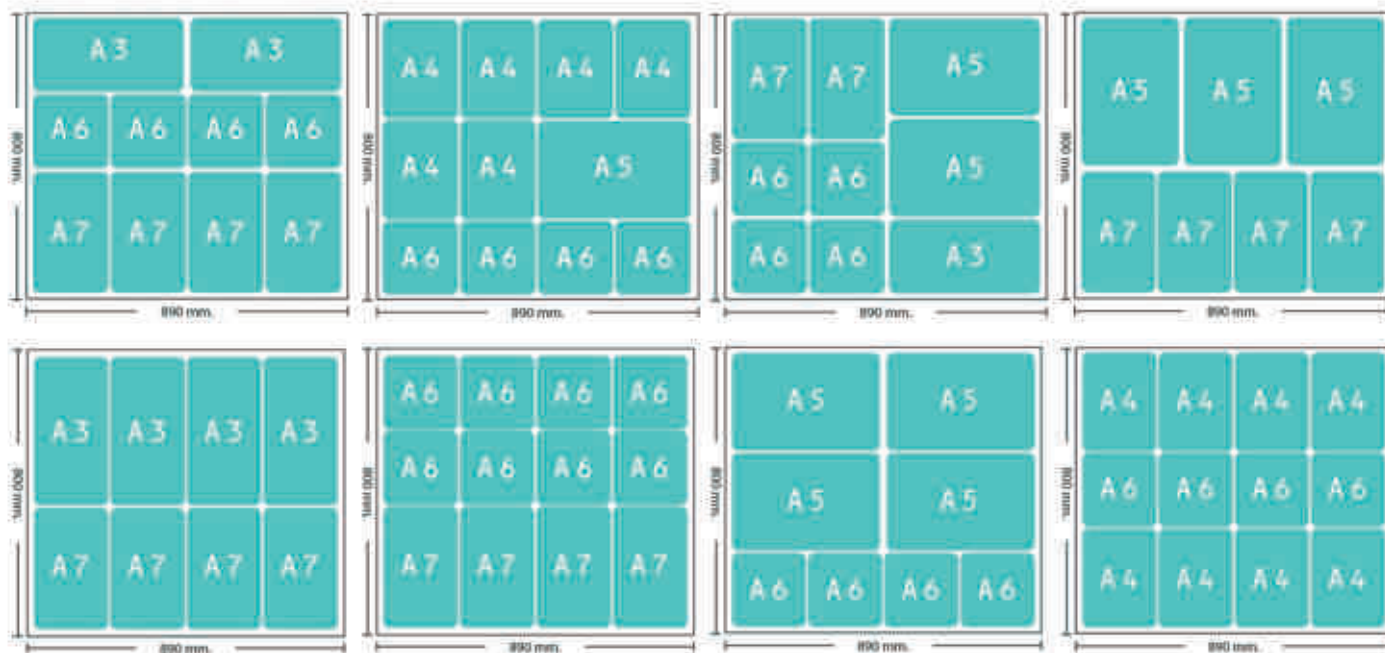 A3 A3
A6 A6 A6 A6
A7 A7 A7 A7
800 mm.
890 mm.
A4 A4 A4 A4
A4 A4 A5
A6 A6 A6 A6
800 mm.
890 mm.
A7 A7 A5
A6 A6 A5
A6 A6 A3
800 mm.
890 mm.
A5 A5 A5
A7 A7 A7 A7
800 mm.
890 mm.
A3 A3 A3 A3
A7 A7 A7 A7
800 mm.
890 mm.
A6 A6 A6 A6
A6 A6 A6 A6
A7 A7 A7 A7
800 mm.
890 mm.
A5 A5
A5 A5
A6 A6 A6 A6
800 mm.
890 mm.
A4 A4 A4 A4
A6 A6 A6 A6
A4 A4 A4 A4
800 mm.
890 mm.